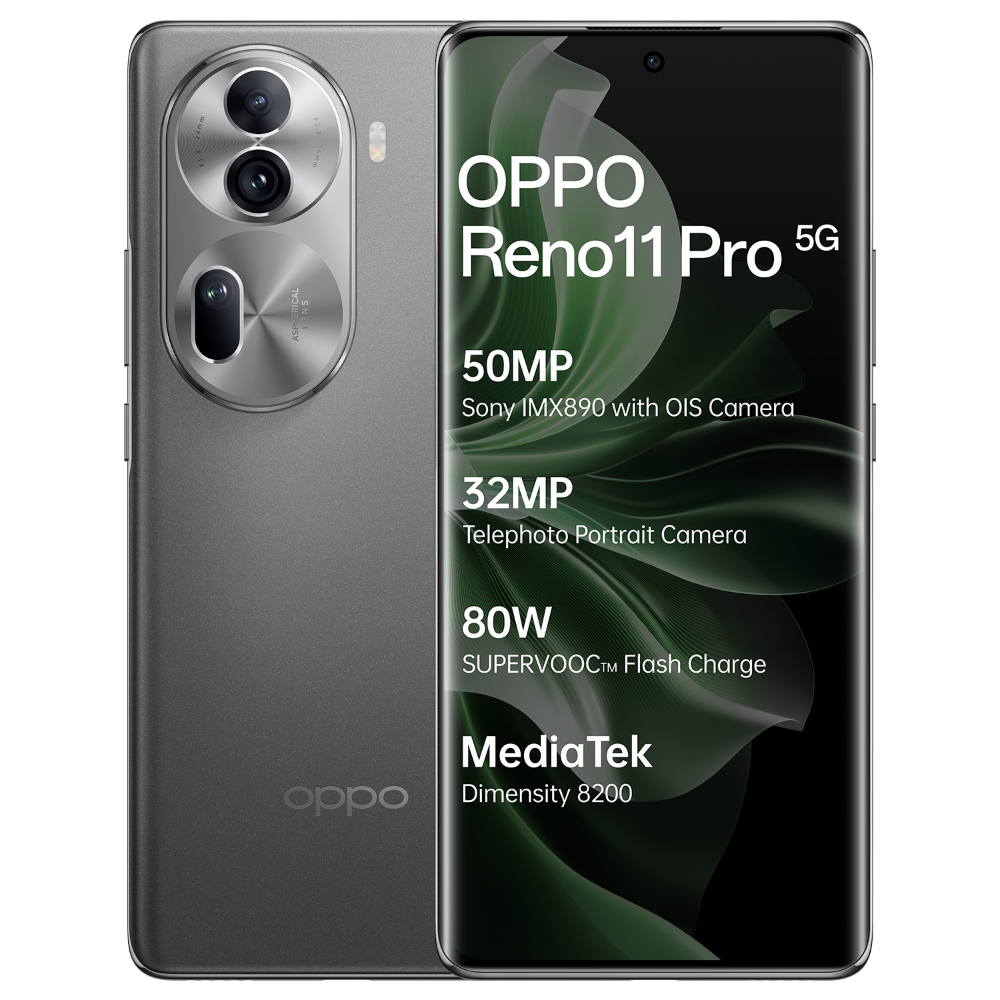 ASPHERICAL
LENS
oppo
OPPO
Reno11 Pro 5G
50MP
Sony IMX890 with OIS Camera
32MP
Telephoto Portrait Camera
80W
SUPERVOOC™ Flash Charge
MediaTek
Dimensity 8200